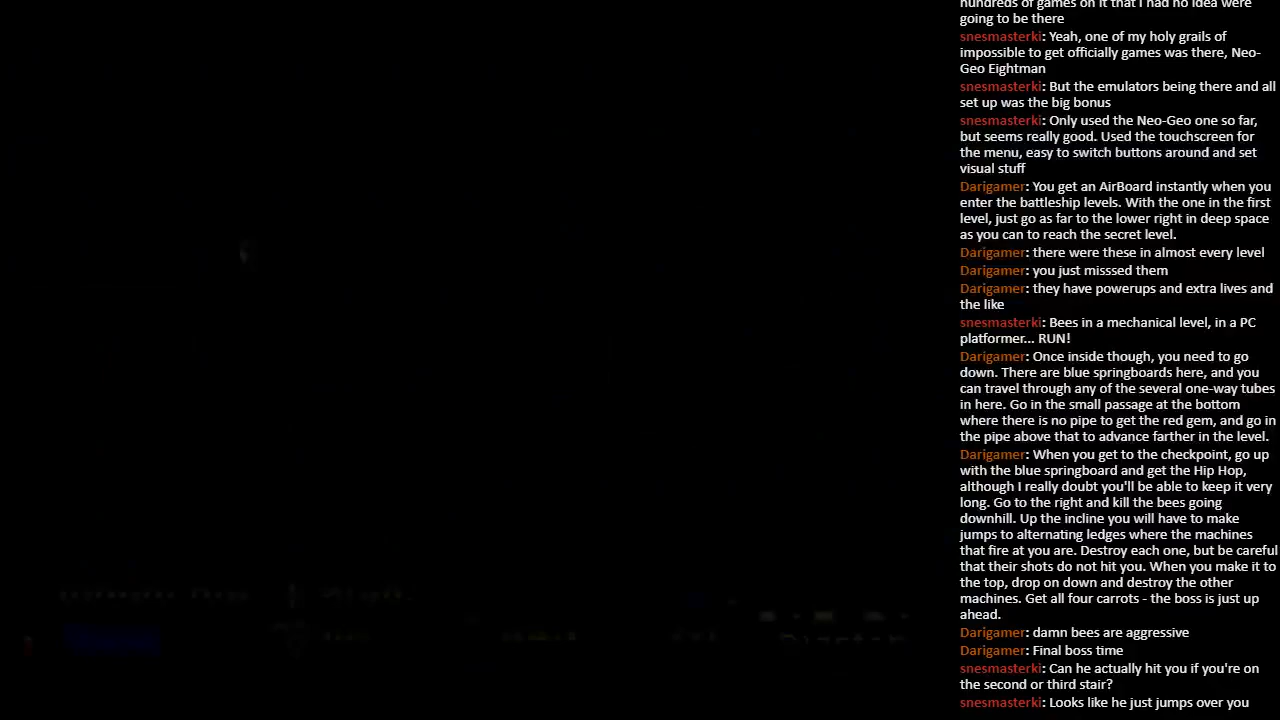 hundreds of games on it that I had no idea were
going to be there
snesmasterki: Yeah, one of my holy grails of
impossible to get officially games was there, Neo-
Geo Eightman
snesmasterki: But the emulators being there and all
set up was the big bonus
snesmasterki: Only used the Neo-Geo one so far,
but seems really good. Used the touchscreen for
the menu, easy to switch buttons around and set
visual stuff
Darigamer: You get an AirBoard instantly when you
enter the battleship levels. With the one in the first
level, just go as far to the lower right in deep space
as you can to reach the secret level.
Darigamer: there were these in almost every level
Darigamer: you just misssed them
Darigamer: they have powerups and extra lives and
the like
snesmasterki: Bees in a mechanical level, in a PC
platformer... RUN!
Darigamer: Once inside though, you need to go
down. There are blue springboards here, and you
can travel through any of the several one-way tubes
in here. Go in the small passage at the bottom
where there is no pipe to get the red gem, and go in
the pipe above that to advance farther in the level.
Darigamer: When you get to the checkpoint, go up
with the blue springboard and get the Hip Hop,
although I really doubt you'll be able to keep it very
long. Go to the right and kill the bees going
downhill. Up the incline you will have to make
jumps to alternating ledges where the machines
that fire at you are. Destroy each one, but be careful
that their shots do not hit you. When you make it to
the top, drop on down and destroy the other
machines. Get all four carrots - the boss is just up
ahead.
Darigamer: damn bees are aggressive
Darigamer: Final boss time
snesmasterki: Can he actually hit you if you're on
the second or third stair?
snesmasterki: Looks like he just jumps over you